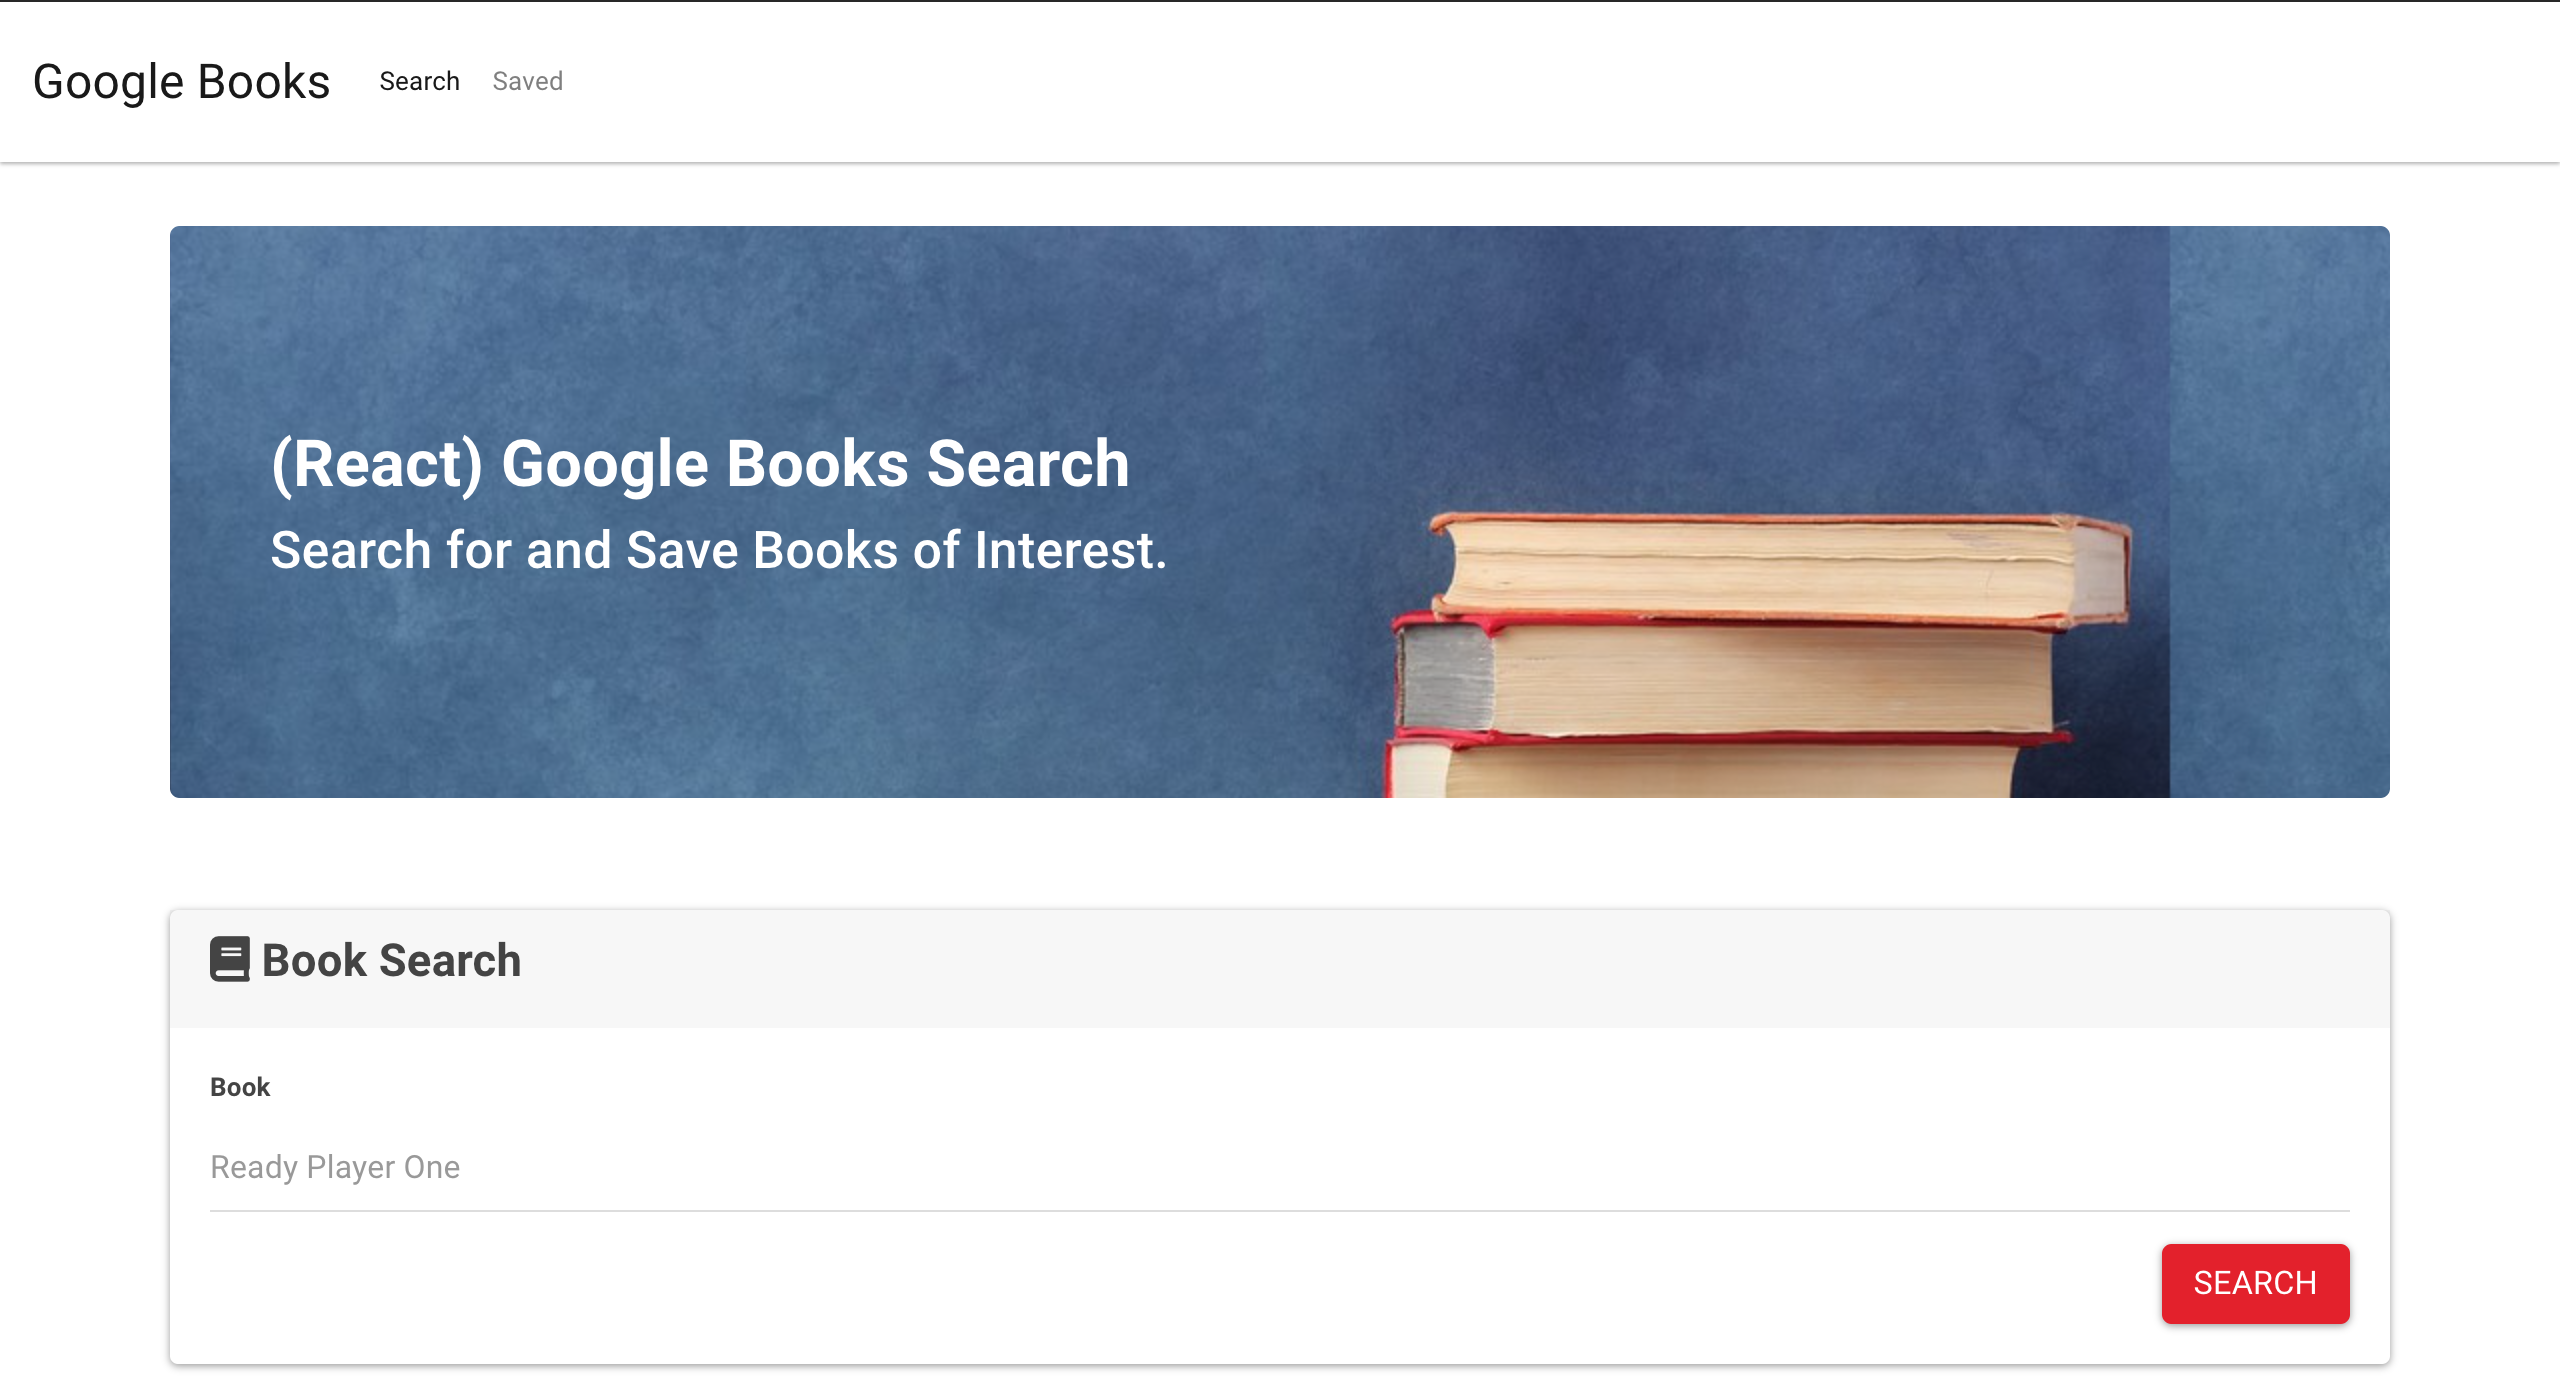 Google Books Search Saved
(React) Google Books Search
Search for and Save Books of Interest.
Book Search
Book
Ready Player One
SEARCH